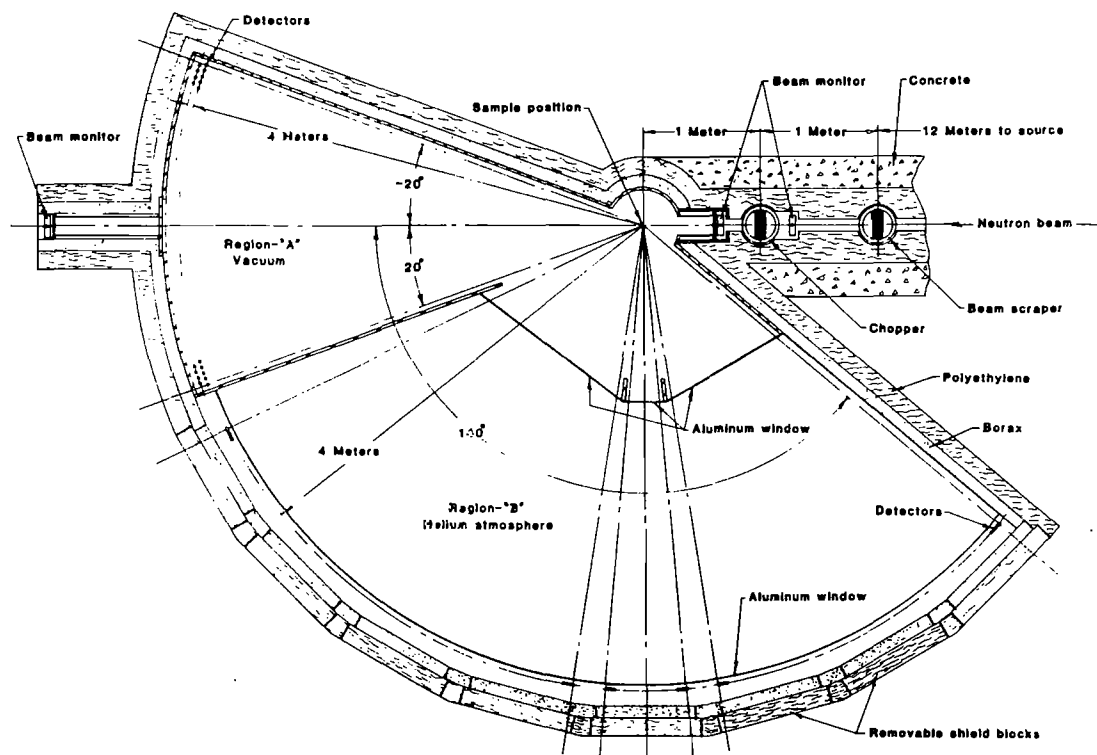 Detectors
Beam monitor
Concrete
Sample position
Beam monitor
4 Meters
1 Meter
1 Meter
12 Meters to source
-20°
Neutron beam
Region-"A"
Vacuum
20°
Beam scraper
Chopper
Polyethylene
Aluminum window
Borax
4 Meters
Region-"B"
Helium atmosphere
Detectors
Aluminum window
Removable shield blocks